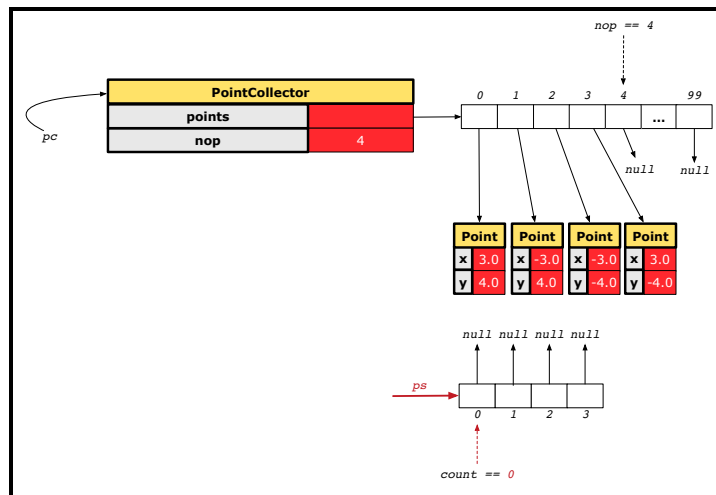 nop == 4
PointCollector
0 1 2 3 4 99
points
...
nop 4
pc
null null
Point Point Point Point
x 3.0 x -3.0 x -3.0 x 3.0
y 4.0 y 4.0 y -4.0 y -4.0
null null null null
ps
0 1 2 3
count == 0